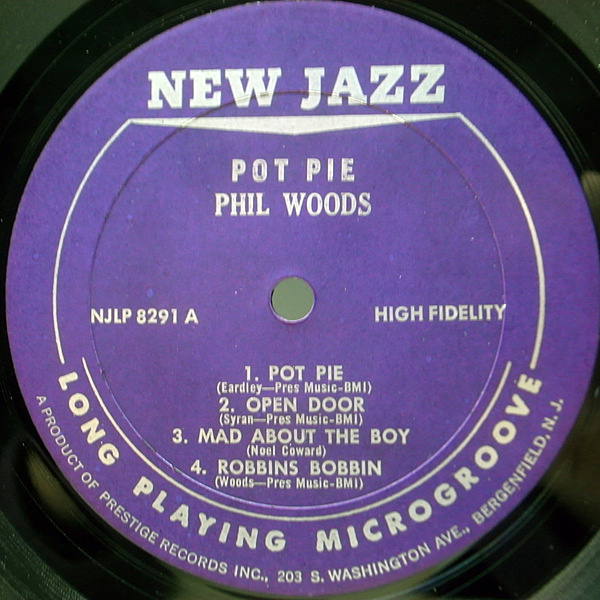 NEW JAZZ
POT PIE
PHIL WOODS
NJLP 8291 A
HIGH FIDELITY
1. POT PIE
(Eardley—Pres Music-BMI)
2. OPEN DOOR
(Syran—Pres Music-BMI)
3. MAD ABOUT THE BOY
(Noel Coward)
4. ROBBINS BOBBIN
(Woods—Pres Music-BMI)
LONG PLAYING MICROGROOVE
A PRODUCT OF PRESTIGE RECORDS INC., 203 S. WASHINGTON AVE., BERGENFIELD, N. J.